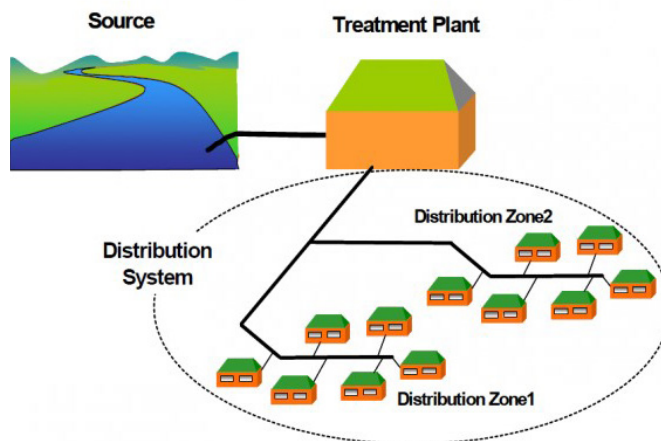 Source
Treatment Plant
Distribution Zone2
Distribution
System
Distribution Zone1